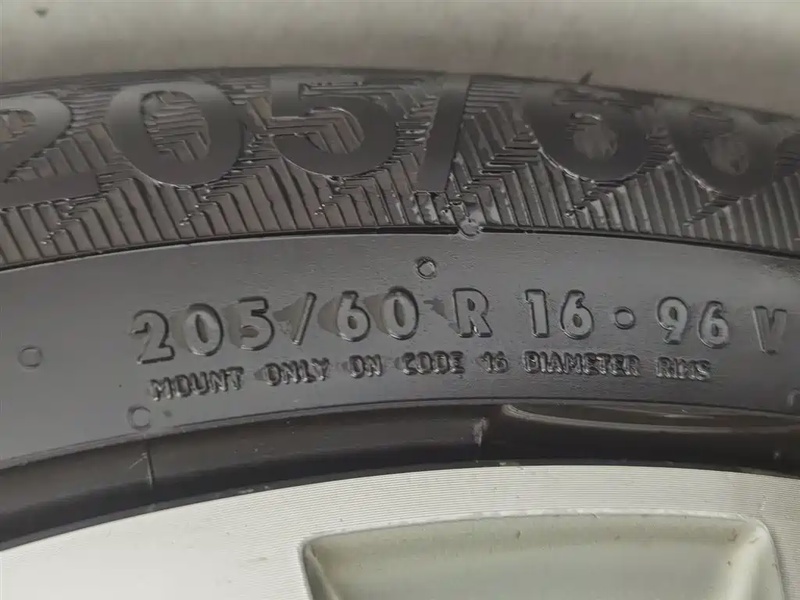 205/60
205/60 R 16 • 96 V
MOUNT ONLY ON CODE 16 DIAMETER RIMS